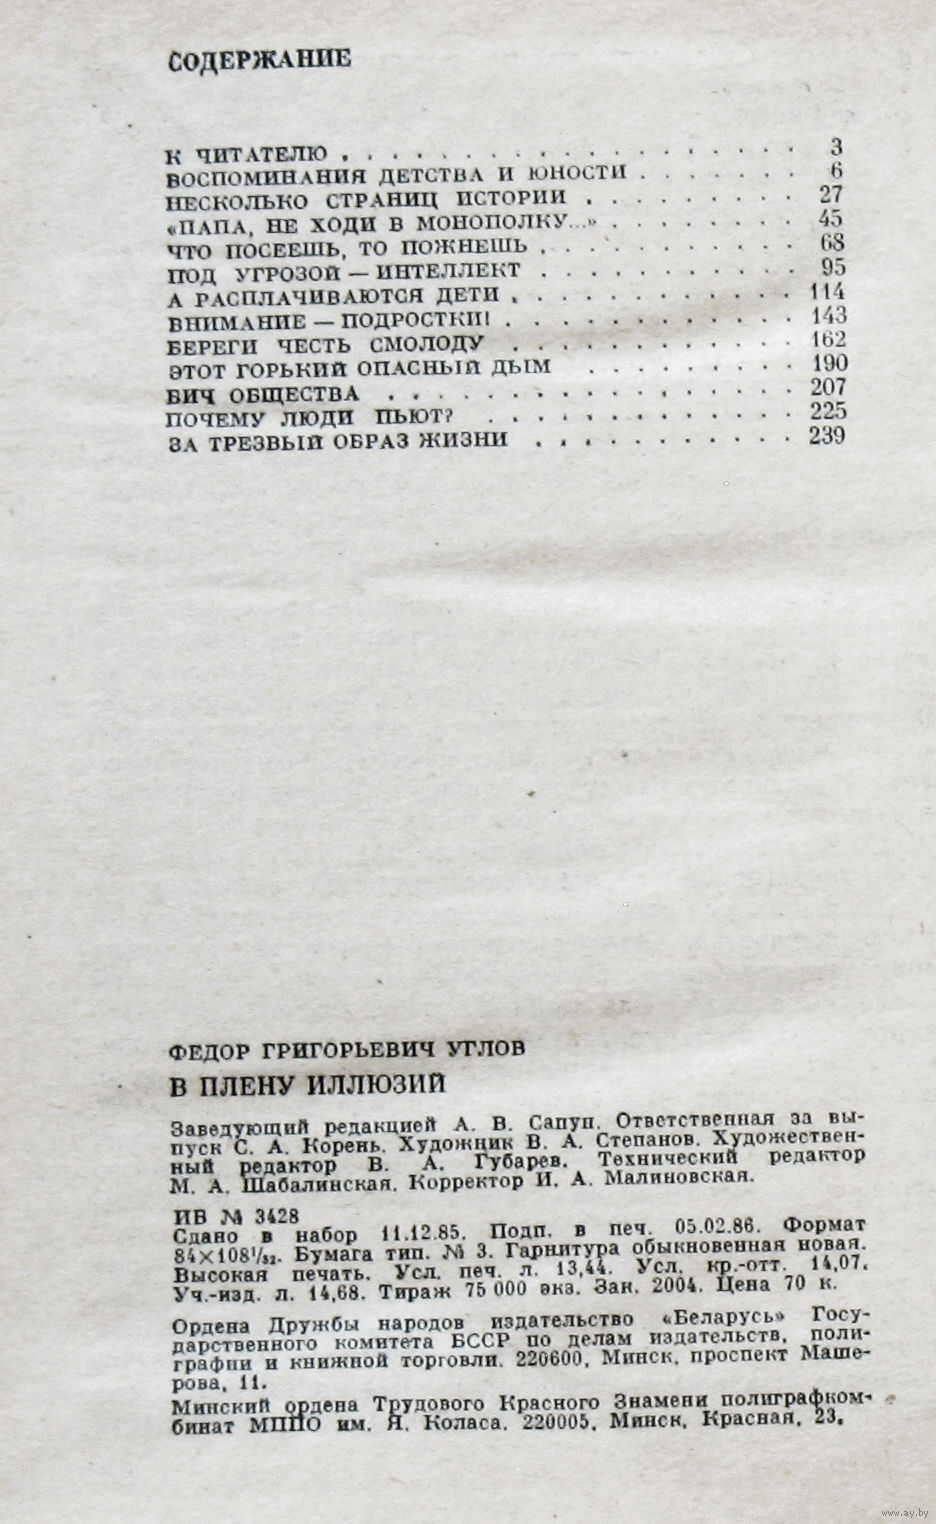 СОДЕРЖАНИЕ
К ЧИТАТЕЛЮ . . . . . . . . . . . . . . . . . . . 3
ВОСПОМИНАНИЯ ДЕТСТВА И ЮНОСТИ . . . . . . . 6
НЕСКОЛЬКО СТРАНИЦ ИСТОРИИ . . . . . . . . . 27
«ПАПА, НЕ ХОДИ В МОНОПОЛКУ...» . . . . . . . . 45
ЧТО ПОСЕЕШЬ, ТО ПОЖНЕШЬ . . . . . . . . . . . 68
ПОД УГРОЗОЙ — ИНТЕЛЛЕКТ . . . . . . . . . . . 95
А РАСПЛАЧИВАЮТСЯ ДЕТИ . . . . . . . . . . . . 114
ВНИМАНИЕ — ПОДРОСТКИ! . . . . . . . . . . . . 143
БЕРЕГИ ЧЕСТЬ СМОЛОДУ . . . . . . . . . . . . 162
ЭТОТ ГОРЬКИЙ ОПАСНЫЙ ДЫМ . . . . . . . . . 190
БИЧ ОБЩЕСТВА . . . . . . . . . . . . . . . . . 207
ПОЧЕМУ ЛЮДИ ПЬЮТ? . . . . . . . . . . . . . 225
ЗА ТРЕЗВЫЙ ОБРАЗ ЖИЗНИ . . . . . . . . . . . 239
ФЕДОР ГРИГОРЬЕВИЧ УГЛОВ
В ПЛЕНУ ИЛЛЮЗИЙ
Заведующий редакцией А. В. Сапун. Ответственная за вы-
пуск С. А. Корень. Художник В. А. Степанов. Художествен-
ный редактор В. А. Губарев. Технический редактор
М. А. Шабалинская. Корректор И. А. Малиновская.
ИБ № 3428
Сдано в набор 11.12.85. Подп. в печ. 05.02.86. Формат
84×108¹/₃₂. Бумага тип. № 3. Гарнитура обыкновенная новая.
Высокая печать. Усл. печ. л. 13,44. Усл. кр.-отт. 14,07.
Уч.-изд. л. 14,68. Тираж 75 000 экз. Зак. 2004. Цена 70 к.
Ордена Дружбы народов издательство «Беларусь» Госу-
дарственного комитета БССР по делам издательств, поли-
графии и книжной торговли. 220600, Минск, проспект Маше-
рова, 11.
Минский ордена Трудового Красного Знамени полиграфком-
бинат МППО им. Я. Коласа. 220005, Минск, Красная, 23.
www.ay.by